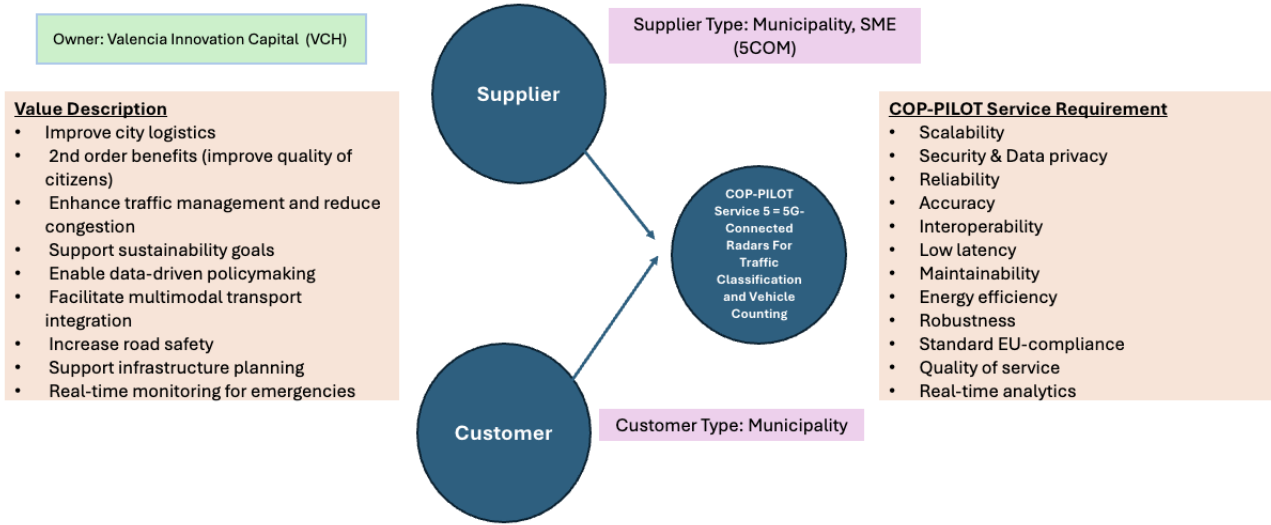 Owner: Valencia Innovation Capital (VCH)
Supplier Type: Municipality, SME
(5COM)
Supplier
Value Description
• Improve city logistics
• 2nd order benefits (improve quality of
citizens)
• Enhance traffic management and reduce
congestion
• Support sustainability goals
• Enable data-driven policymaking
• Facilitate multimodal transport
integration
• Increase road safety
• Support infrastructure planning
• Real-time monitoring for emergencies
COP-PILOT
Service 5 = 5G-
Connected
Radars For
Traffic
Classification
and Vehicle
Counting
COP-PILOT Service Requirement
• Scalability
• Security & Data privacy
• Reliability
• Accuracy
• Interoperability
• Low latency
• Maintainability
• Energy efficiency
• Robustness
• Standard EU-compliance
• Quality of service
• Real-time analytics
Customer
Customer Type: Municipality